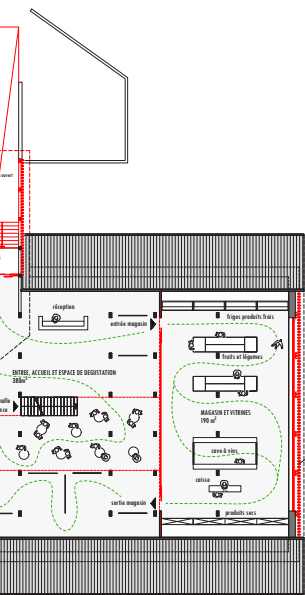 réception
entrée magasin
frigos produits frais
fruits et légumes
ENTREE, ACCUEIL ET ESPACE DE DEGUSTATION
380m²
MAGASIN ET VITRINES
190 m²
cave à vins
caisse
sortie magasin
produits secs